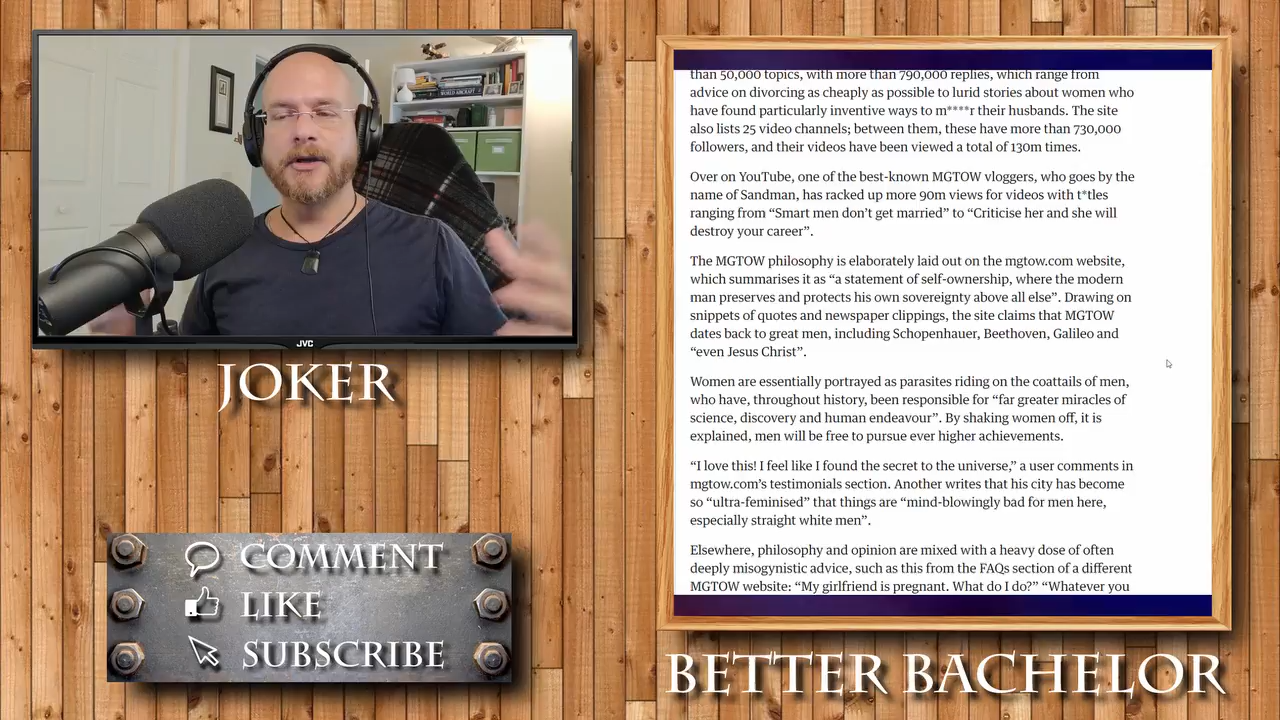 JVC
JOKER
COMMENT
LIKE
SUBSCRIBE
than 50,000 topics, with more than 790,000 replies, which range from
advice on divorcing as cheaply as possible to lurid stories about women who
have found particularly inventive ways to m****r their husbands. The site
also lists 25 video channels; between them, these have more than 730,000
followers, and their videos have been viewed a total of 130m times.
Over on YouTube, one of the best-known MGTOW vloggers, who goes by the
name of Sandman, has racked up more 90m views for videos with t*tles
ranging from “Smart men don’t get married” to “Criticise her and she will
destroy your career”.
The MGTOW philosophy is elaborately laid out on the mgtow.com website,
which summarises it as “a statement of self-ownership, where the modern
man preserves and protects his own sovereignty above all else”. Drawing on
snippets of quotes and newspaper clippings, the site claims that MGTOW
dates back to great men, including Schopenhauer, Beethoven, Galileo and
“even Jesus Christ”.
Women are essentially portrayed as parasites riding on the coattails of men,
who have, throughout history, been responsible for “far greater miracles of
science, discovery and human endeavour”. By shaking women off, it is
explained, men will be free to pursue ever higher achievements.
“I love this! I feel like I found the secret to the universe,” a user comments in
mgtow.com’s testimonials section. Another writes that his city has become
so “ultra-feminised” that things are “mind-blowingly bad for men here,
especially straight white men”.
Elsewhere, philosophy and opinion are mixed with a heavy dose of often
deeply misogynistic advice, such as this from the FAQs section of a different
MGTOW website: “My girlfriend is pregnant. What do I do?” “Whatever you
BETTER BACHELOR